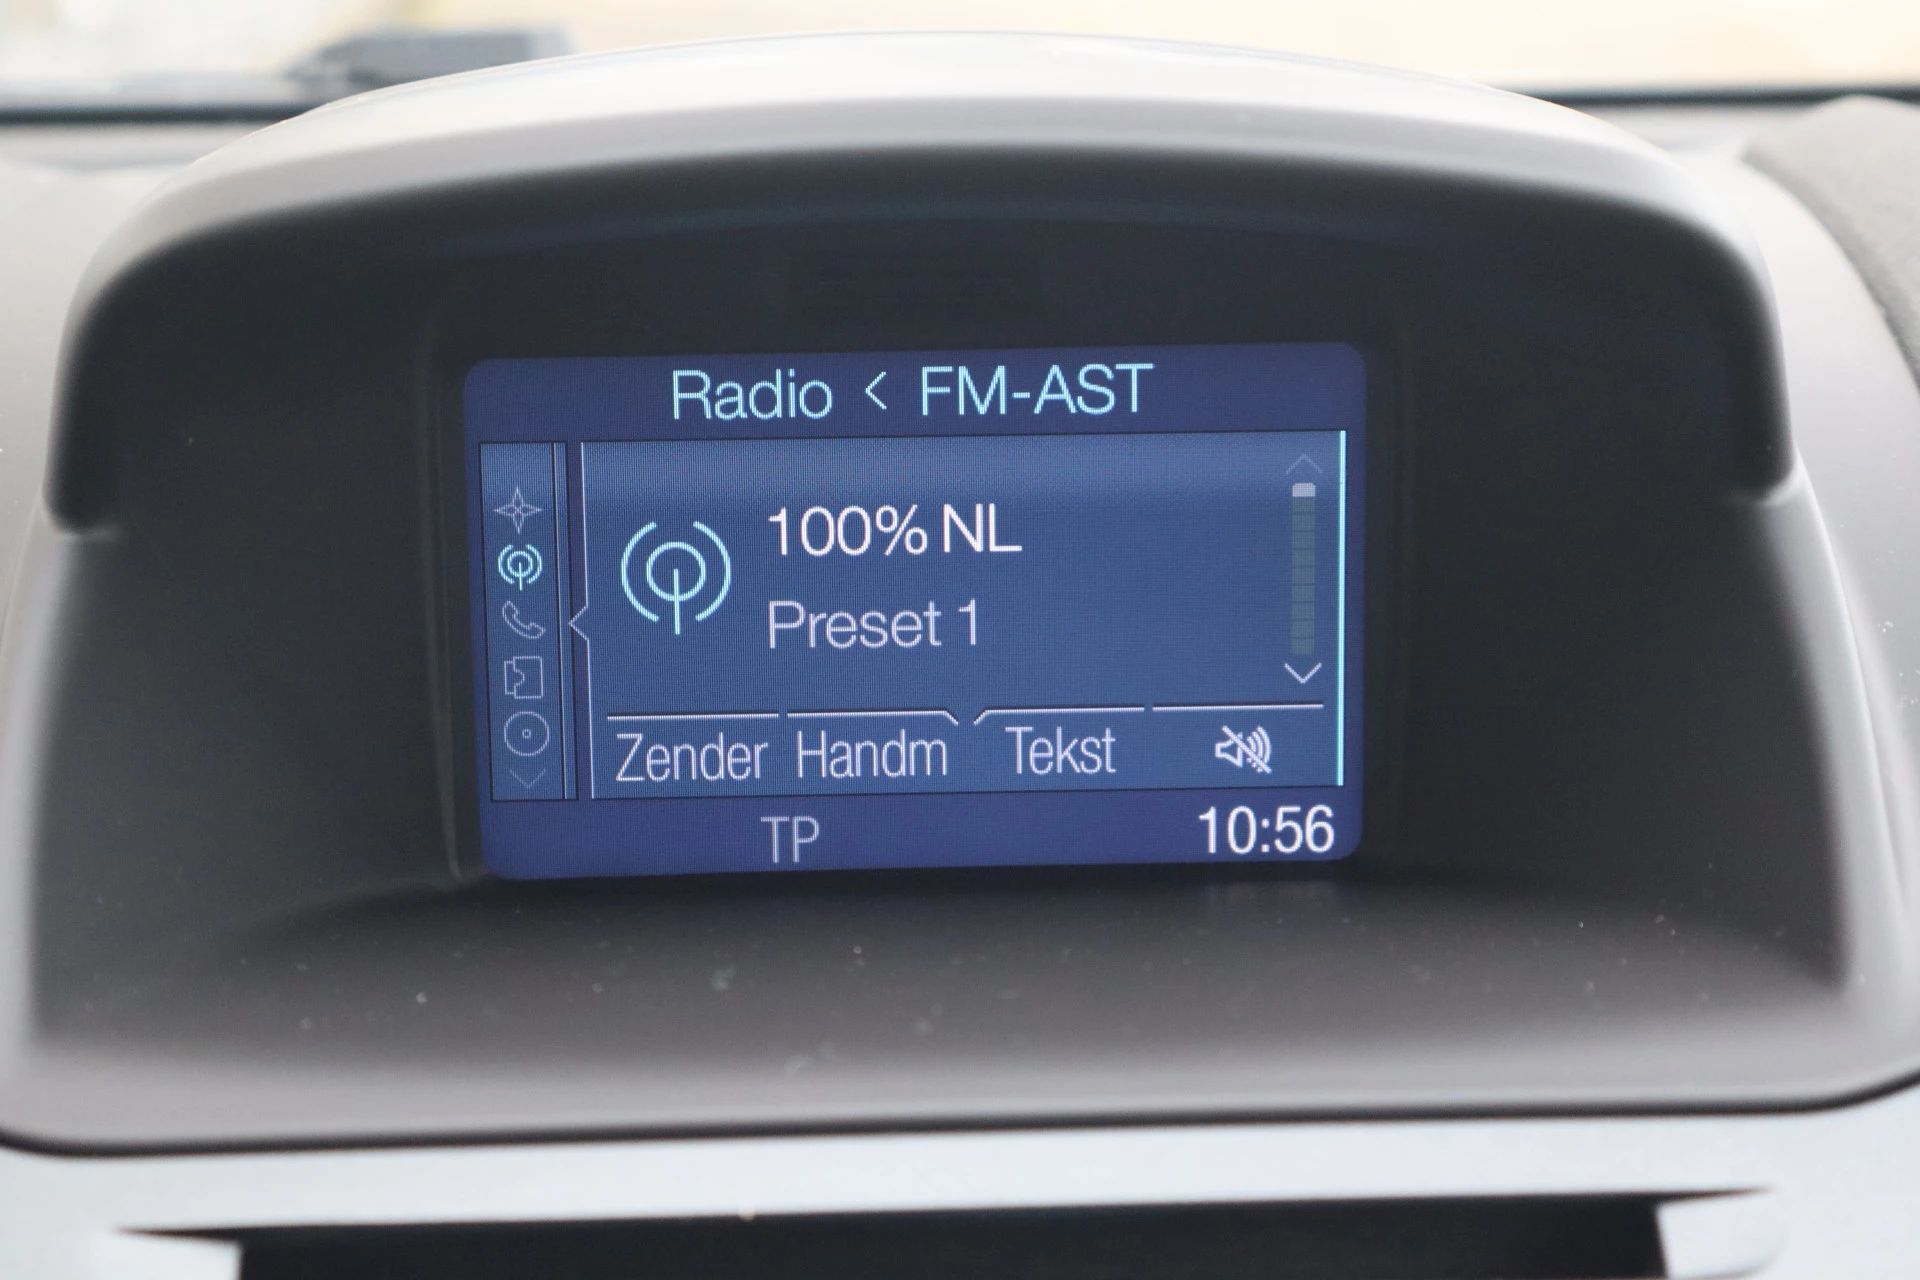 Radio < FM-AST
100% NL
Preset 1
Zender Handm Tekst
TP 10:56